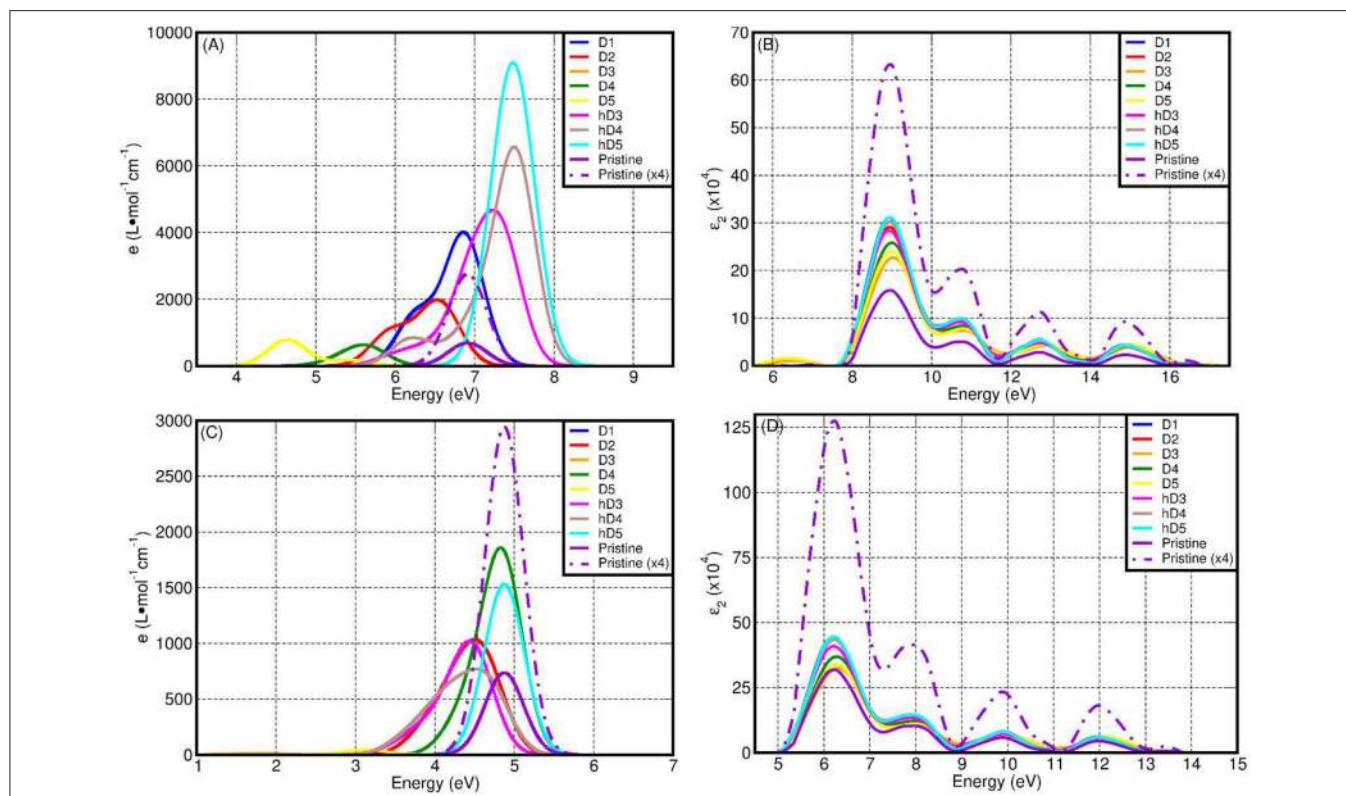 (A)
10000
8000
6000
4000
2000
0
e (L•mol⁻¹cm⁻¹)
4 5 6 7 8 9
Energy (eV)
D1
D2
D3
D4
D5
hD3
hD4
hD5
Pristine
Pristine (x4)
(B)
70
60
50
40
30
20
10
0
ε₂ (x10⁴)
6 8 10 12 14 16
Energy (eV)
D1
D2
D3
D4
D5
hD3
hD4
hD5
Pristine
Pristine (x4)
(C)
3000
2500
2000
1500
1000
500
0
e (L•mol⁻¹cm⁻¹)
1 2 3 4 5 6 7
Energy (eV)
D1
D2
D3
D4
D5
hD3
hD4
hD5
Pristine
Pristine (x4)
(D)
125
100
75
50
25
0
ε₂ (x10⁴)
5 6 7 8 9 10 11 12 13 14 15
Energy (eV)
D1
D2
D3
D4
D5
hD3
hD4
hD5
Pristine
Pristine (x4)